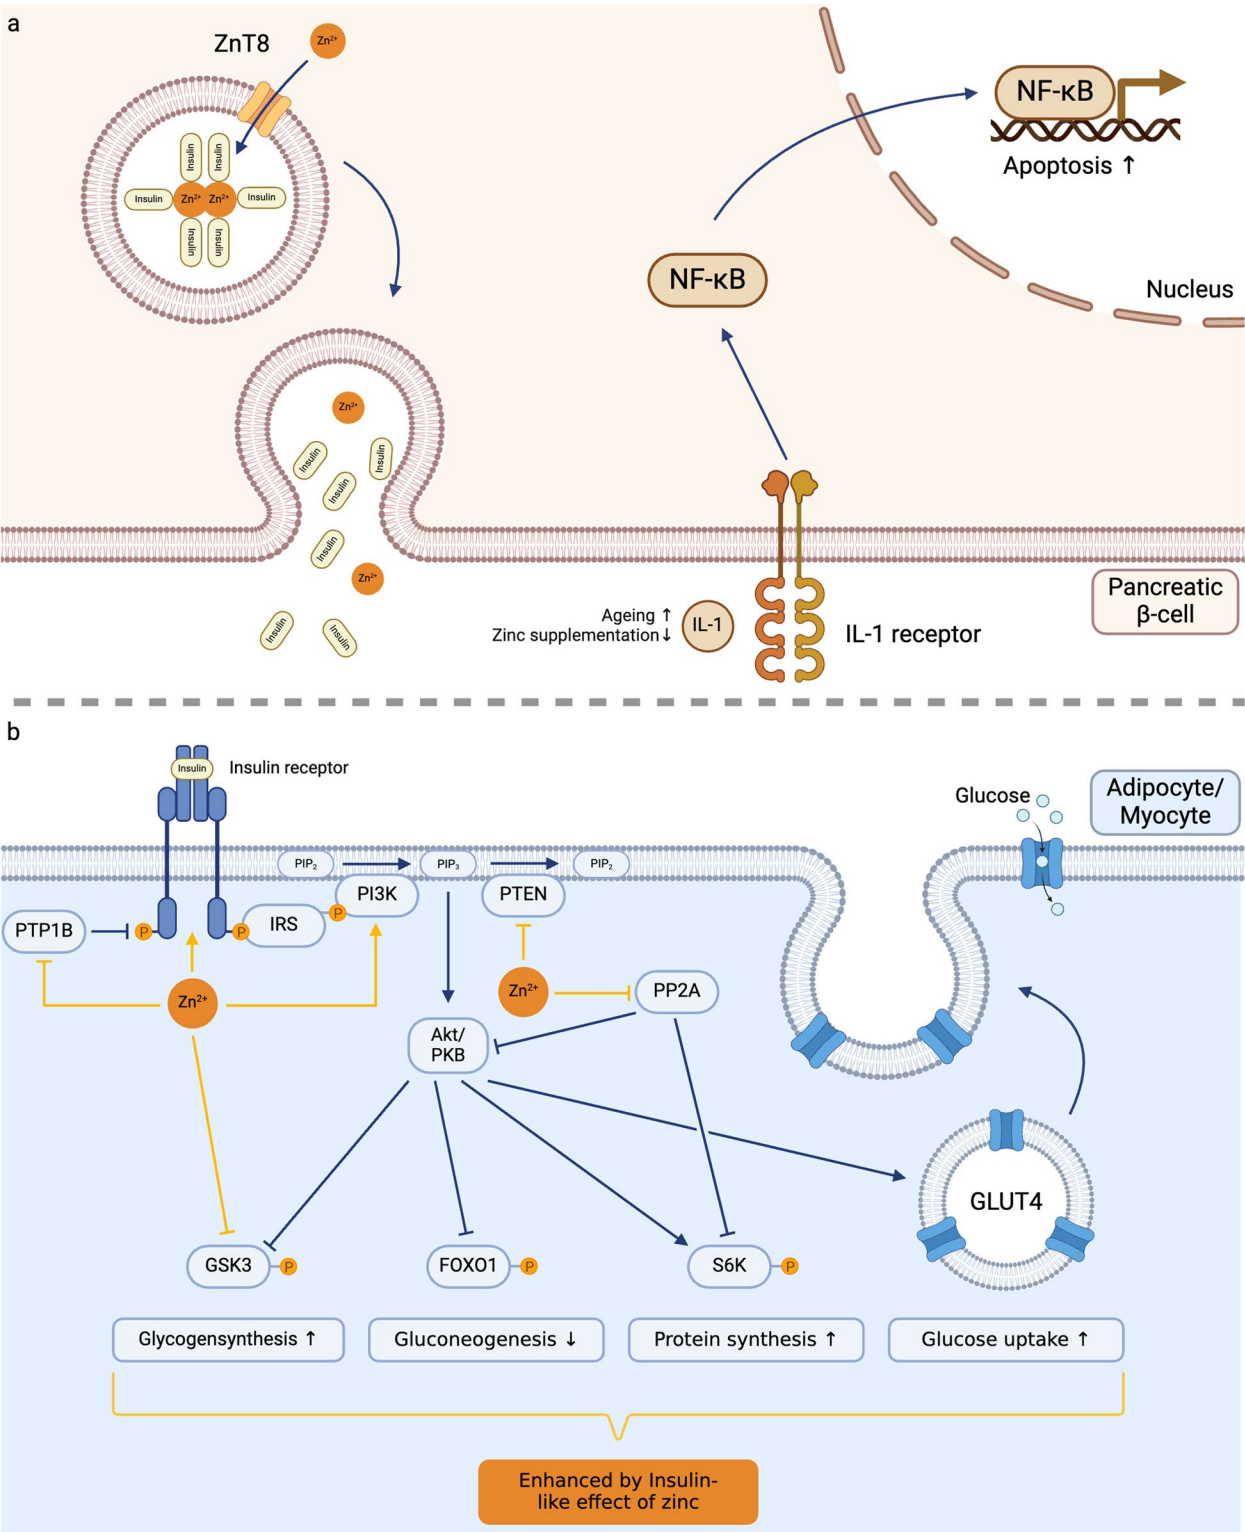 a
ZnT8
Zn²⁺
Insulin
Insulin
Insulin
Zn²⁺
Zn²⁺
Insulin
Insulin
Insulin
NF-κB
Apoptosis ↑
NF-κB
Nucleus
Zn²⁺
Insulin
Insulin
Insulin
Insulin
Zn²⁺
Insulin
Insulin
Ageing ↑
Zinc supplementation↓
IL-1
IL-1 receptor
Pancreatic
β-cell
b
Insulin
Insulin receptor
Glucose
Adipocyte/
Myocyte
PIP₂
PIP₃
PIP₂
PI3K
PTEN
PTP1B
P
P
IRS
P
Zn²⁺
Zn²⁺
PP2A
Akt/
PKB
GLUT4
GSK3
P
FOXO1
P
S6K
P
Glycogensynthesis ↑
Gluconeogenesis ↓
Protein synthesis ↑
Glucose uptake ↑
Enhanced by Insulin-
like effect of zinc